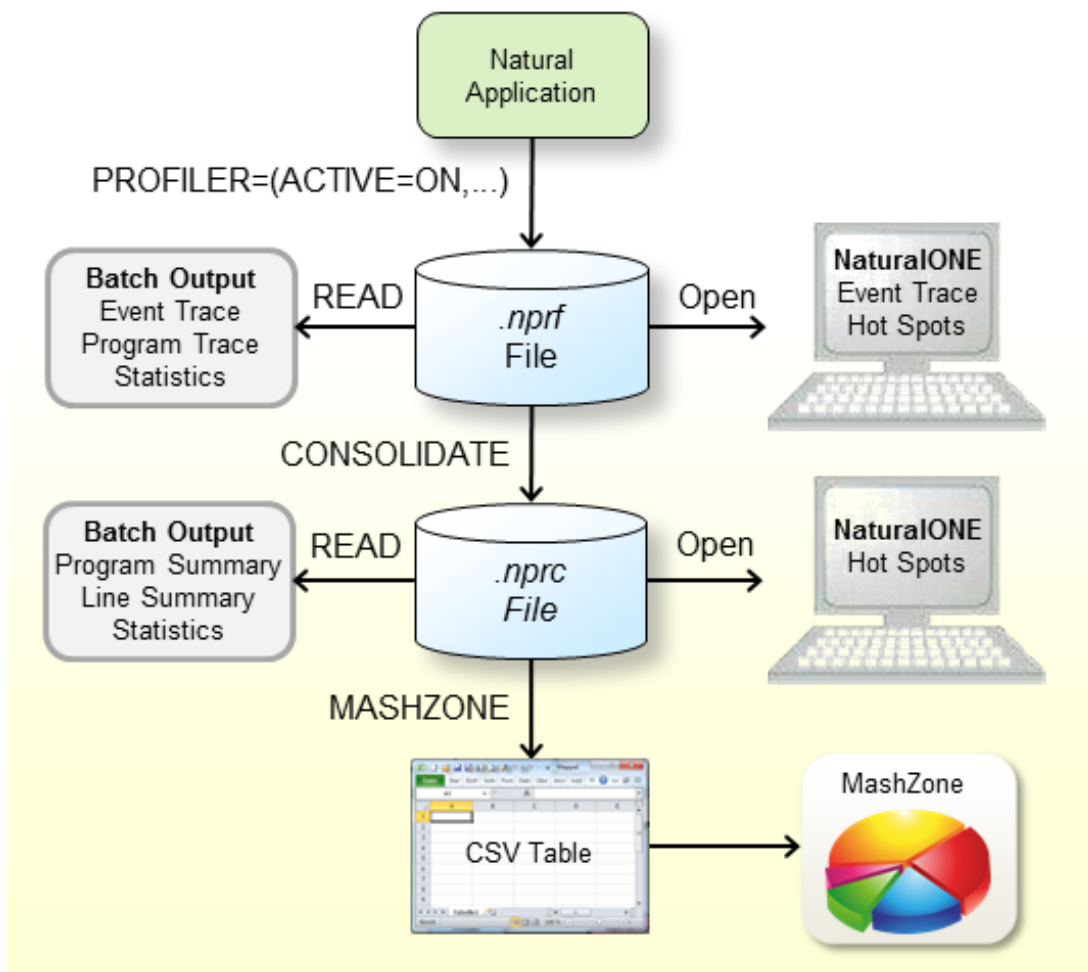 Natural
Application
PROFILER=(ACTIVE=ON,...)
Batch Output
Event Trace
Program Trace
Statistics
READ
.nprf
File
Open
NaturalONE
Event Trace
Hot Spots
CONSOLIDATE
Batch Output
Program Summary
Line Summary
Statistics
READ
.nprc
File
Open
NaturalONE
Hot Spots
MASHZONE
CSV Table
MashZone